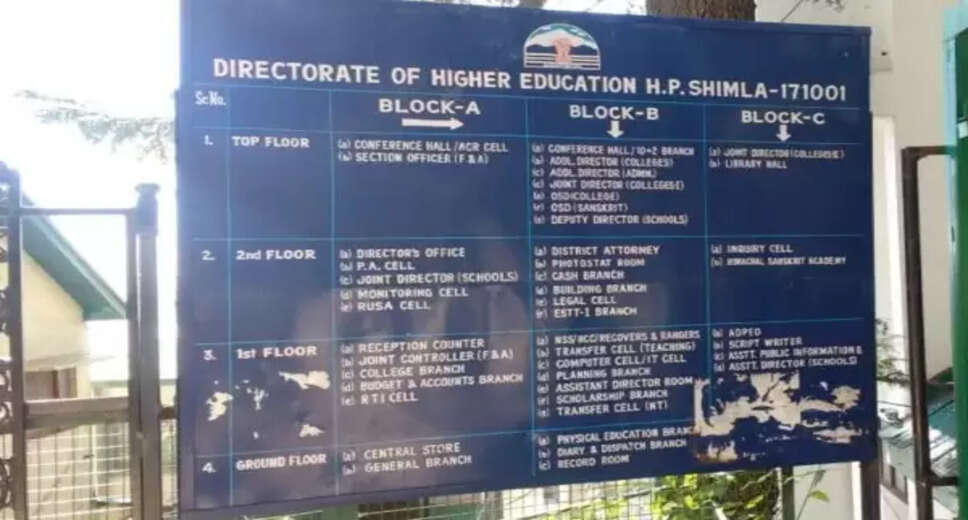 DIRECTORATE OF HIGHER EDUCATION H.P. SHIMLA-171001
Sr.No. BLOCK-A BLOCK-B BLOCK-C
1. TOP FLOOR
(a) CONFERENCE HALL/ACR CELL
(b) SECTION OFFICER (F&A)
(a) CONFERENCE HALL/10+2 BRANCH
(b) ADDL. DIRECTOR (COLLEGES)
(c) ADDL. DIRECTOR (ADMN.)
(d) JOINT DIRECTOR (COLLEGES-I)
(e) OSD(COLLEGE)
(f) OSD (SANSKRIT)
(g) DEPUTY DIRECTOR (SCHOOLS)
(a) JOINT DIRECTOR (COLLEGES-II)
(b) LIBRARY HALL
2. 2nd FLOOR
(a) DIRECTOR'S OFFICE
(b) P.A. CELL
(c) JOINT DIRECTOR (SCHOOLS)
(d) MONITORING CELL
(e) RUSA CELL
(a) DISTRICT ATTORNEY
(b) PHOTOSTAT ROOM
(c) CASH BRANCH
(d) BUILDING BRANCH
(e) LEGAL CELL
(f) ESTT-1 BRANCH
(a) INQUIRY CELL
(b) HIMACHAL SANSKRIT ACADEMY
3. 1st FLOOR
(a) RECEPTION COUNTER
(b) JOINT CONTROLLER (F&A)
(c) COLLEGE BRANCH
(d) BUDGET & ACCOUNTS BRANCH
(e) RTI CELL
(a) NSS/NCC/ROVERS & RANGERS
(b) TRANSFER CELL (TEACHING)
(c) COMPUTER CELL/IT CELL
(d) PLANNING BRANCH
(e) ASSISTANT DIRECTOR ROOM
(f) SCHOLARSHIP BRANCH
(g) TRANSFER CELL (NT)
(a) ADPEO
(b) SCRIPT WRITER
(c) ASSTT. PUBLIC INFORMATION
(d) ASSTT. DIRECTOR (SCHOOLS)
4. GROUND FLOOR
(a) CENTRAL STORE
(b) GENERAL BRANCH
(a) PHYSICAL EDUCATION
(b) DIARY & DISPATCH BRANCH
(c) RECORD ROOM